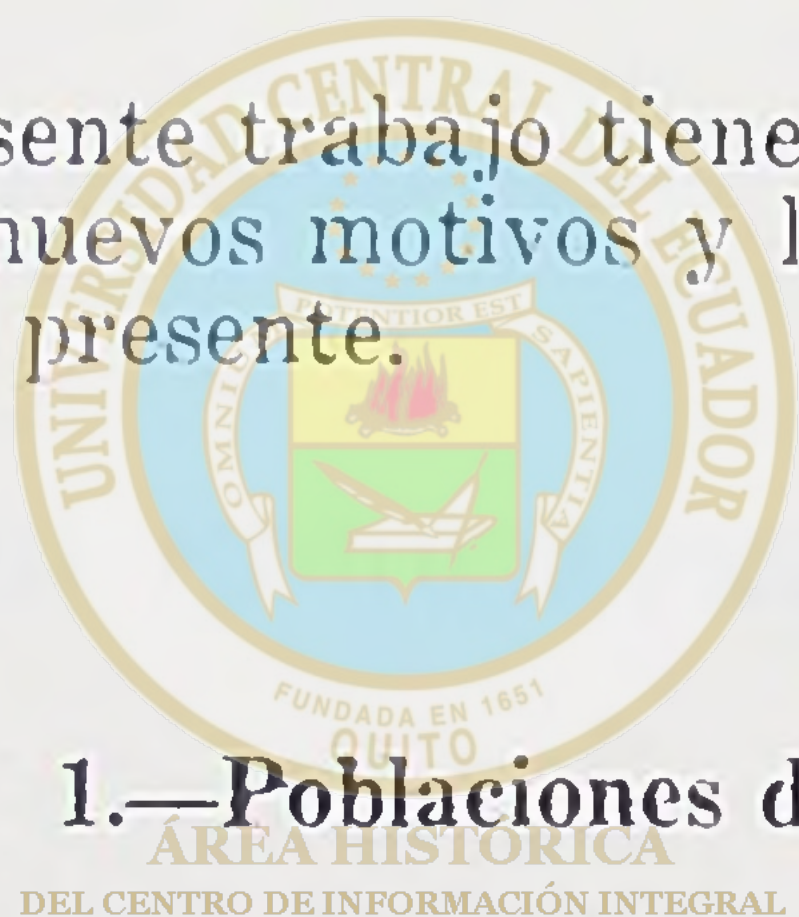 sente trabajo tiene
nuevos motivos y l
presente.
UNIVERSIDAD CENTRAL DEL ECUADOR
OMNIUM POTENTIOR EST SAPIENTIA
FUNDADA EN 1651
QUITO
1.—Poblaciones d
ÁREA HISTÓRICA
DEL CENTRO DE INFORMACIÓN INTEGRAL